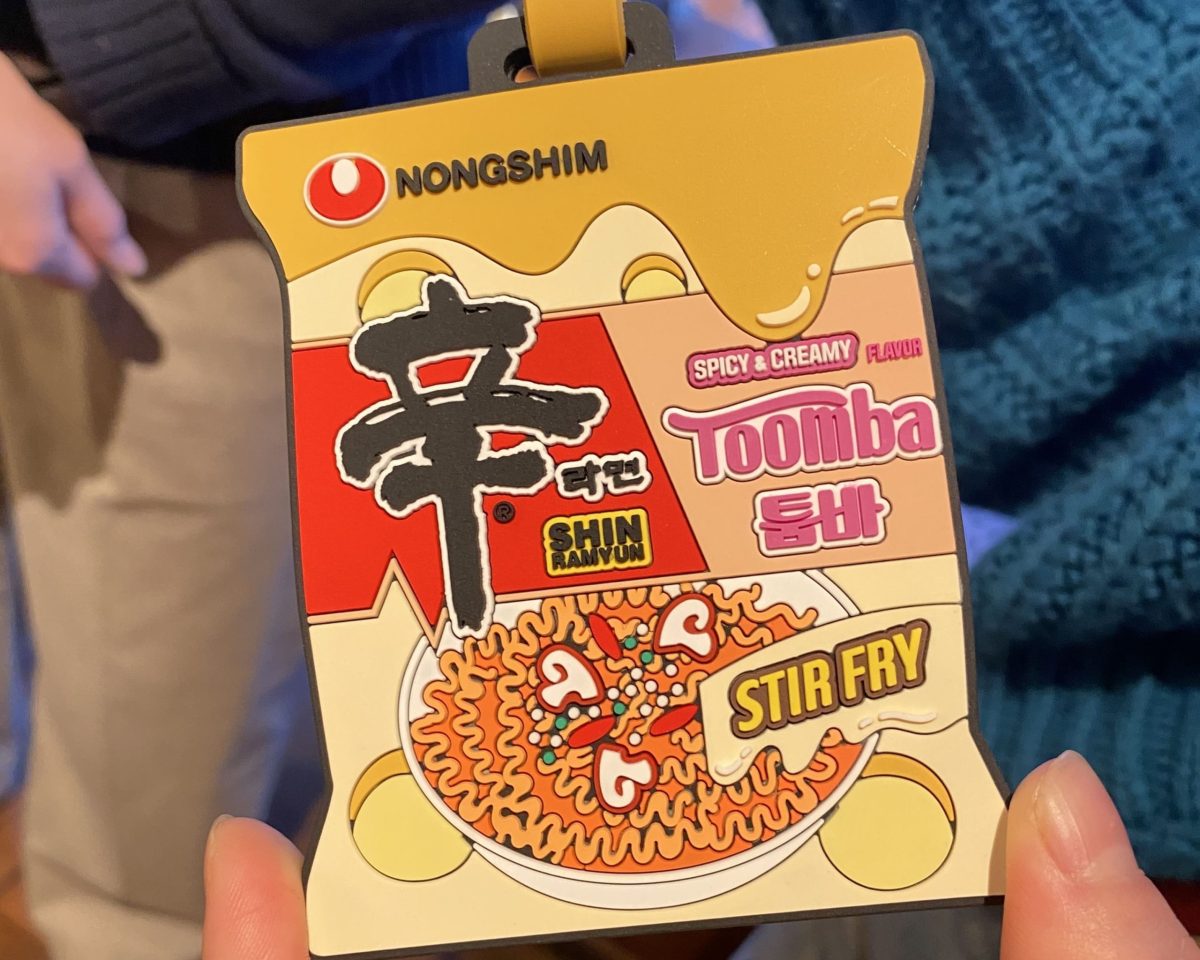 NONGSHIM
SPICY & CREAMY FLAVOR
Toomba
툼바
辛
라면
®
SHIN
RAMYUN
STIR FRY